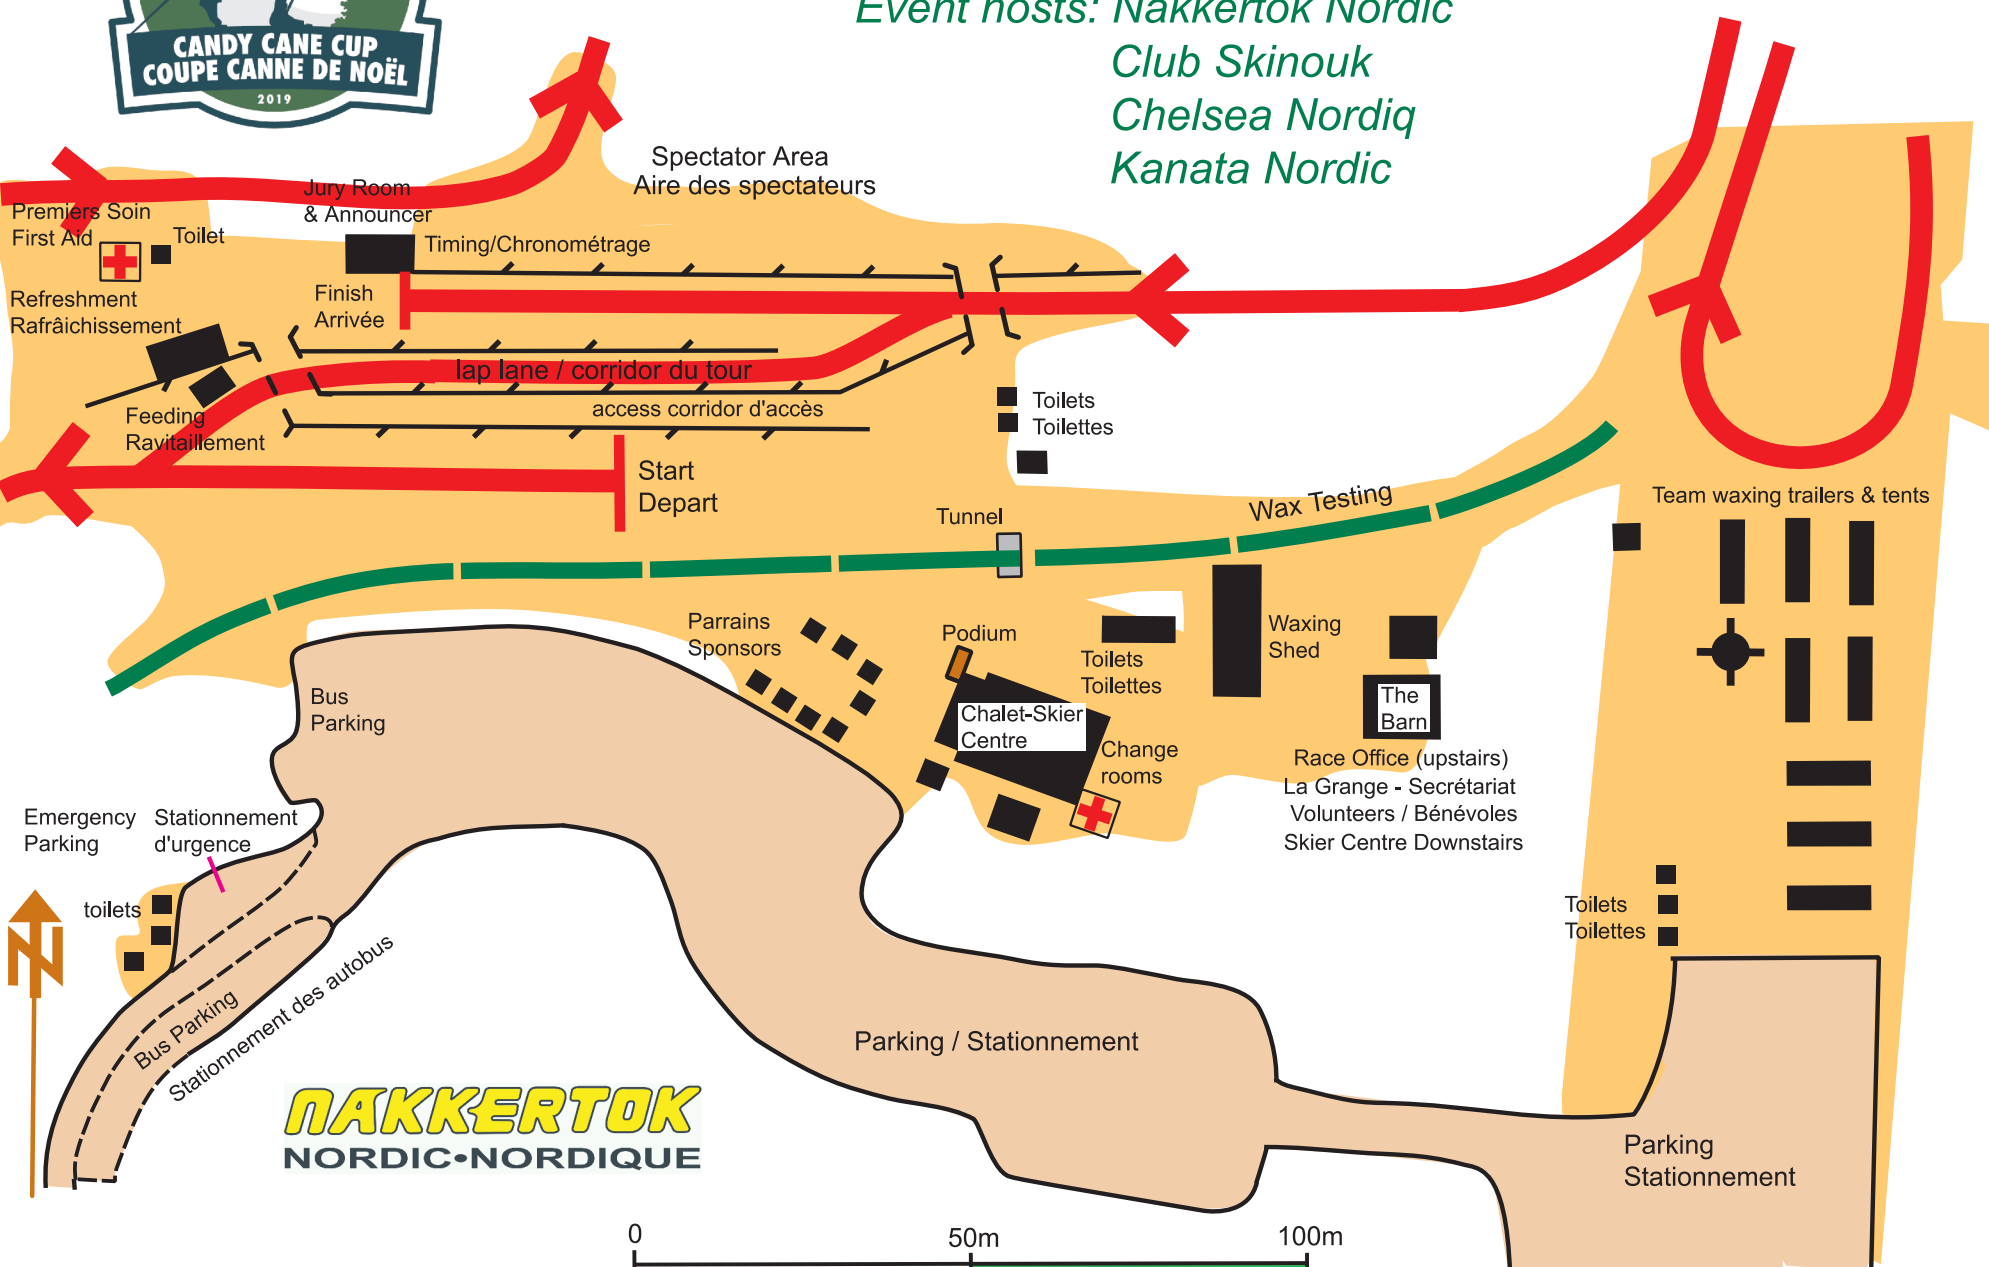 CANDY CANE CUP
COUPE CANNE DE NOËL
2019
Event hosts: Nakkertok Nordic
Club Skinouk
Chelsea Nordiq
Kanata Nordic
Spectator Area
Aire des spectateurs
Jury Room
& Announcer
Premiers Soin
First Aid
Toilet
Timing/Chronométrage
Refreshment
Rafrâichissement
Finish
Arrivée
lap lane / corridor du tour
access corridor d'accès
Feeding
Ravitaillement
Toilets
Toilettes
Start
Depart
Tunnel
Wax Testing
Team waxing trailers & tents
Parrains
Sponsors
Podium
Toilets
Toilettes
Waxing
Shed
The
Barn
Bus
Parking
Chalet-Skier
Centre
Change
rooms
Race Office (upstairs)
La Grange - Secrétariat
Volunteers / Bénévoles
Skier Centre Downstairs
Emergency
Parking
Stationnement
d'urgence
toilets
Toilets
Toilettes
N
Bus Parking
Stationnement des autobus
Parking / Stationnement
NAKKERTOK
NORDIC•NORDIQUE
Parking
Stationnement
0
50m
100m